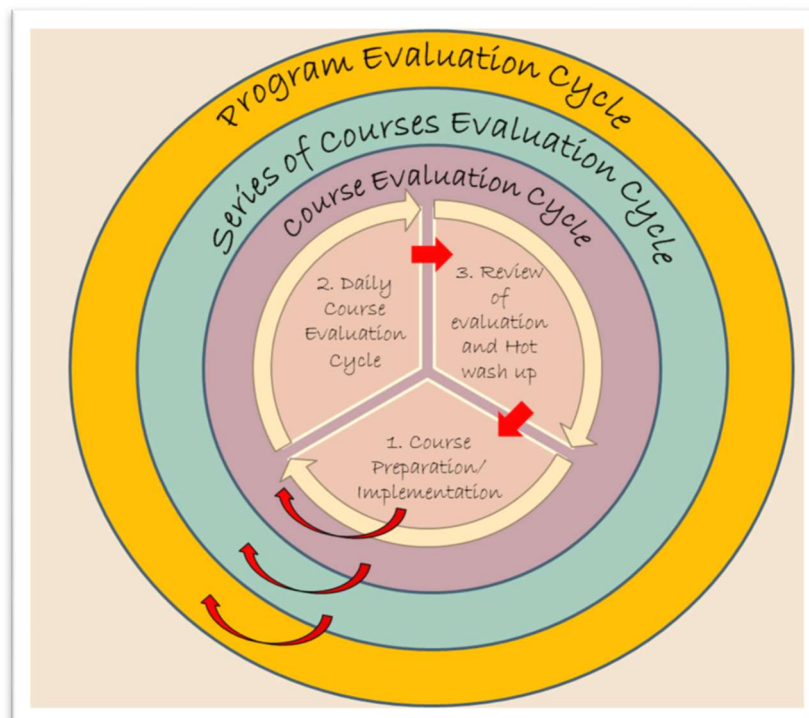 Program Evaluation Cycle
Series of Courses Evaluation Cycle
Course Evaluation Cycle
2. Daily
Course
Evaluation
Cycle
3. Review
of
evaluation
and Hot
wash up
1. Course
Preparation/
Implementation